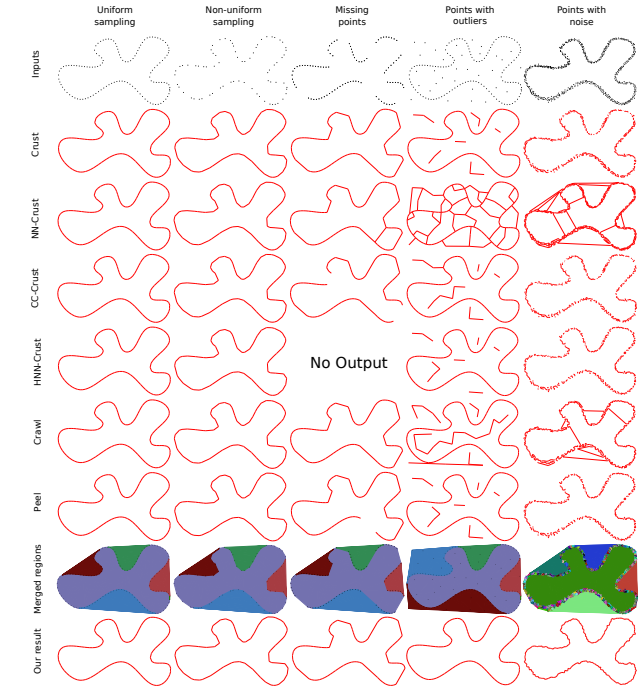 Uniform
sampling
Non-uniform
sampling
Missing
points
Points with
outliers
Points with
noise
Inputs
Crust
NN-Crust
CC-Crust
HNN-Crust
No Output
Crawl
Peel
Merged regions
Our result